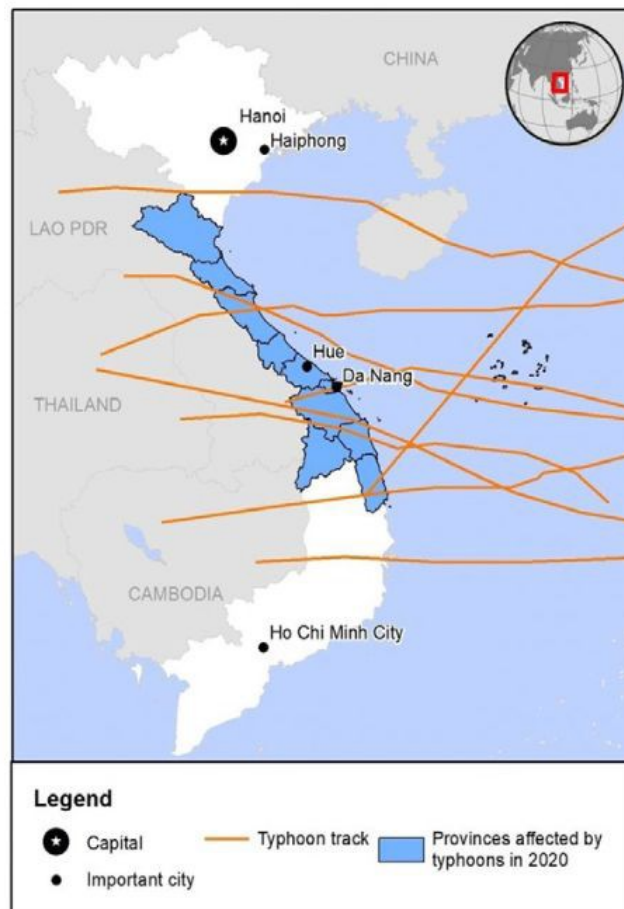 CHINA
Hanoi
Haiphong
LAO PDR
Hue
Da Nang
THAILAND
CAMBODIA
Ho Chi Minh City
Legend
Capital
Typhoon track
Provinces affected by
typhoons in 2020
Important city